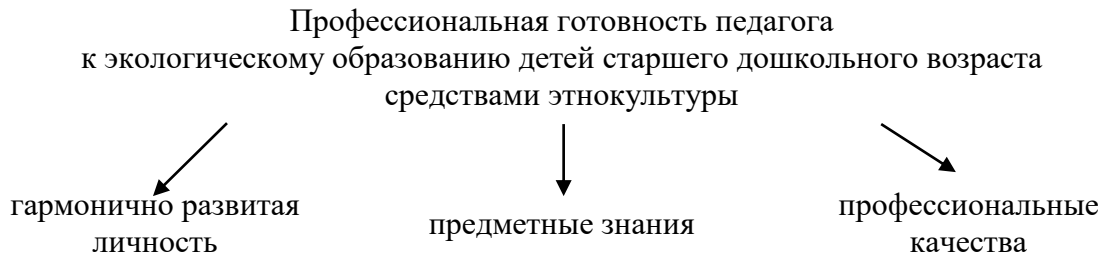 Профессиональная готовность педагога
к экологическому образованию детей старшего дошкольного возраста
средствами этнокультуры
гармонично развитая
личность
предметные знания
профессиональные
качества